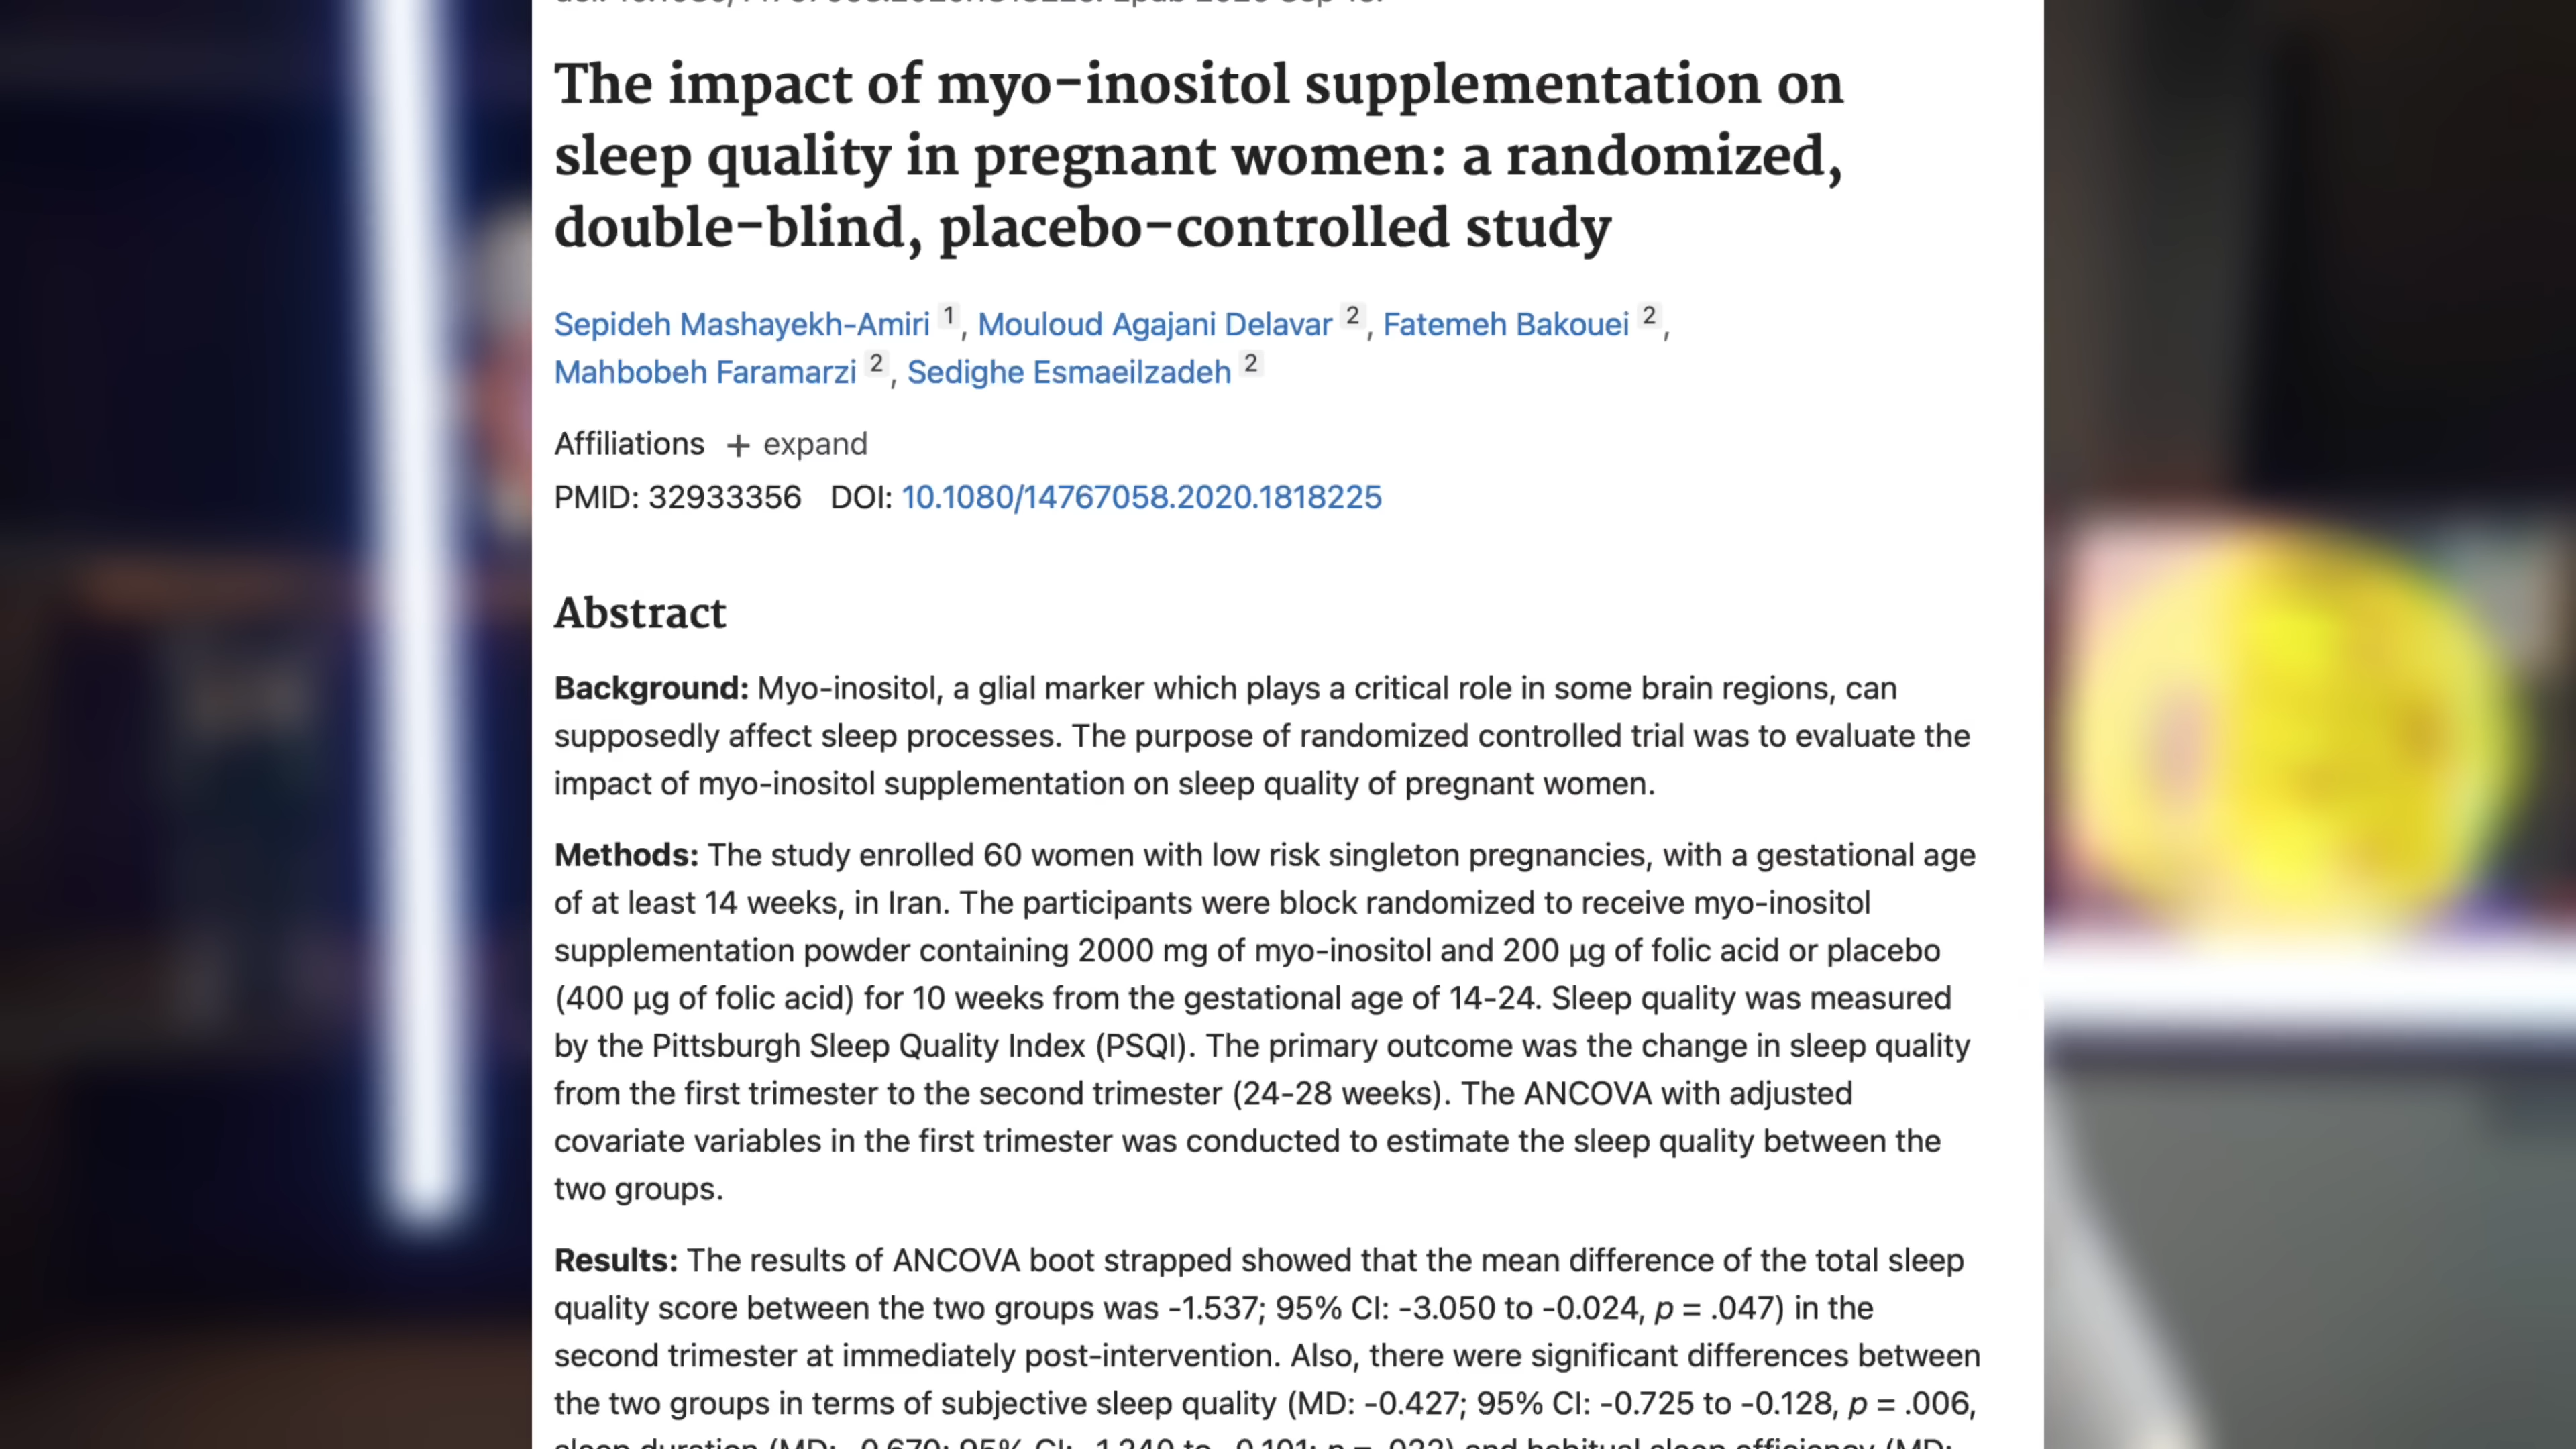 The impact of myo-inositol supplementation on
sleep quality in pregnant women: a randomized,
double-blind, placebo-controlled study
Sepideh Mashayekh-Amiri 1, Mouloud Agajani Delavar 2, Fatemeh Bakouei 2,
Mahbobeh Faramarzi 2, Sedighe Esmaeilzadeh 2
Affiliations + expand
PMID: 32933356 DOI: 10.1080/14767058.2020.1818225
Abstract
Background: Myo-inositol, a glial marker which plays a critical role in some brain regions, can
supposedly affect sleep processes. The purpose of randomized controlled trial was to evaluate the
impact of myo-inositol supplementation on sleep quality of pregnant women.
Methods: The study enrolled 60 women with low risk singleton pregnancies, with a gestational age
of at least 14 weeks, in Iran. The participants were block randomized to receive myo-inositol
supplementation powder containing 2000 mg of myo-inositol and 200 μg of folic acid or placebo
(400 μg of folic acid) for 10 weeks from the gestational age of 14-24. Sleep quality was measured
by the Pittsburgh Sleep Quality Index (PSQI). The primary outcome was the change in sleep quality
from the first trimester to the second trimester (24-28 weeks). The ANCOVA with adjusted
covariate variables in the first trimester was conducted to estimate the sleep quality between the
two groups.
Results: The results of ANCOVA boot strapped showed that the mean difference of the total sleep
quality score between the two groups was -1.537; 95% CI: -3.050 to -0.024, p = .047) in the
second trimester at immediately post-intervention. Also, there were significant differences between
the two groups in terms of subjective sleep quality (MD: -0.427; 95% CI: -0.725 to -0.128, p = .006,